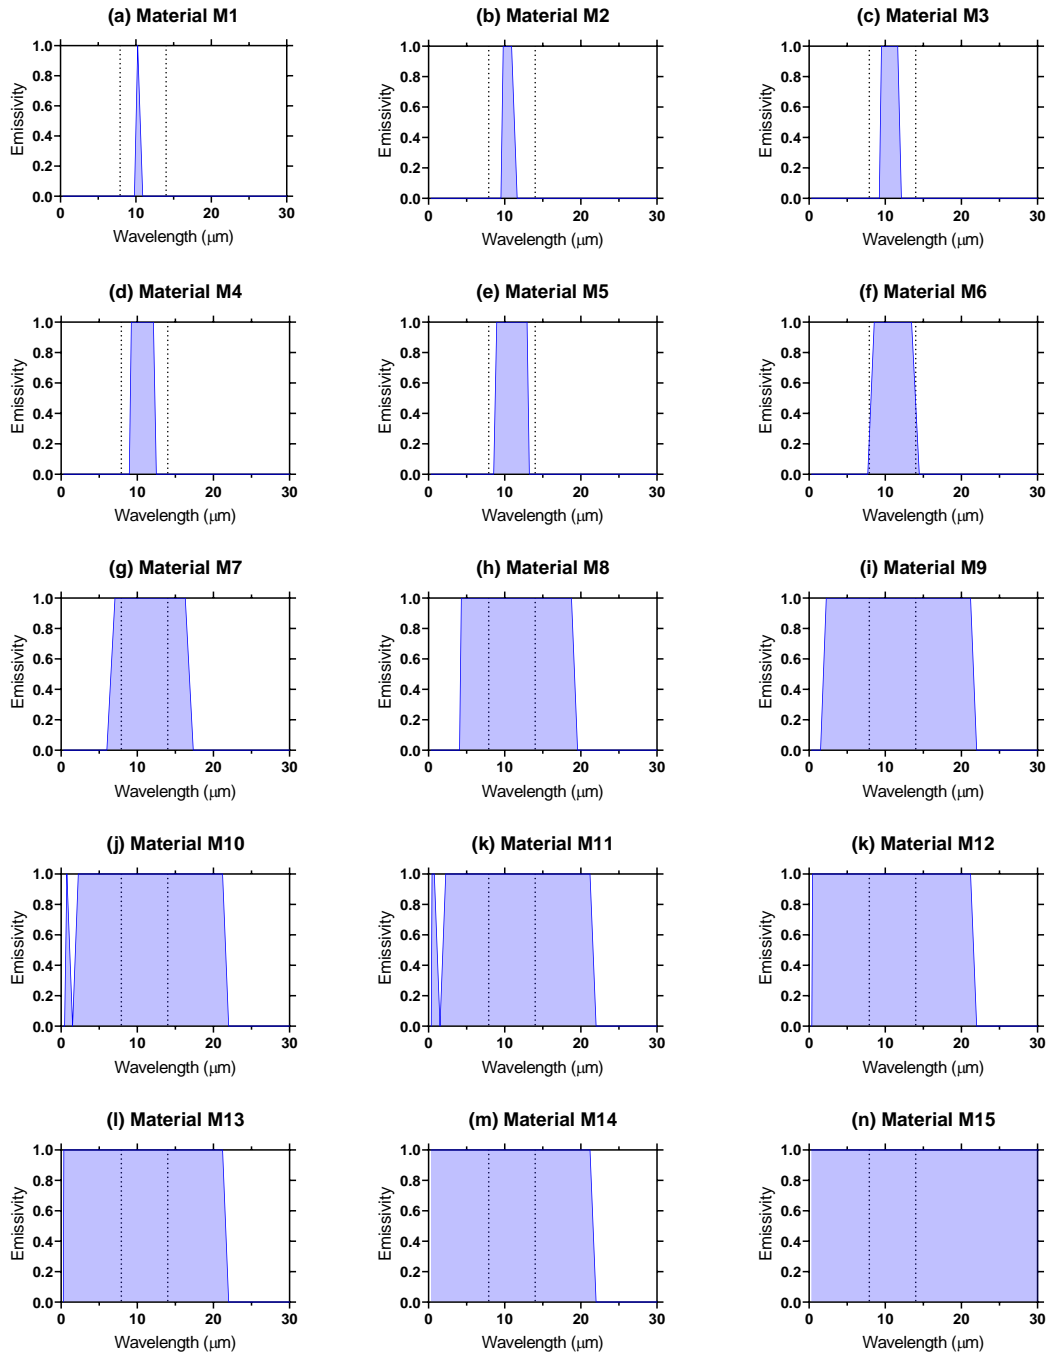 (a) Material M1
(b) Material M2
(c) Material M3
1.0
0.8
0.6
0.4
0.2
0.0
Emissivity
0 10 20 30
Wavelength (μm)
1.0
0.8
0.6
0.4
0.2
0.0
Emissivity
0 10 20 30
Wavelength (μm)
1.0
0.8
0.6
0.4
0.2
0.0
Emissivity
0 10 20 30
Wavelength (μm)
(d) Material M4
(e) Material M5
(f) Material M6
1.0
0.8
0.6
0.4
0.2
0.0
Emissivity
0 10 20 30
Wavelength (μm)
1.0
0.8
0.6
0.4
0.2
0.0
Emissivity
0 10 20 30
Wavelength (μm)
1.0
0.8
0.6
0.4
0.2
0.0
Emissivity
0 10 20 30
Wavelength (μm)
(g) Material M7
(h) Material M8
(i) Material M9
1.0
0.8
0.6
0.4
0.2
0.0
Emissivity
0 10 20 30
Wavelength (μm)
1.0
0.8
0.6
0.4
0.2
0.0
Emissivity
0 10 20 30
Wavelength (μm)
1.0
0.8
0.6
0.4
0.2
0.0
Emissivity
0 10 20 30
Wavelength (μm)
(j) Material M10
(k) Material M11
(k) Material M12
1.0
0.8
0.6
0.4
0.2
0.0
Emissivity
0 10 20 30
Wavelength (μm)
1.0
0.8
0.6
0.4
0.2
0.0
Emissivity
0 10 20 30
Wavelength (μm)
1.0
0.8
0.6
0.4
0.2
0.0
Emissivity
0 10 20 30
Wavelength (μm)
(l) Material M13
(m) Material M14
(n) Material M15
1.0
0.8
0.6
0.4
0.2
0.0
Emissivity
0 10 20 30
Wavelength (μm)
1.0
0.8
0.6
0.4
0.2
0.0
Emissivity
0 10 20 30
Wavelength (μm)
1.0
0.8
0.6
0.4
0.2
0.0
Emissivity
0 10 20 30
Wavelength (μm)